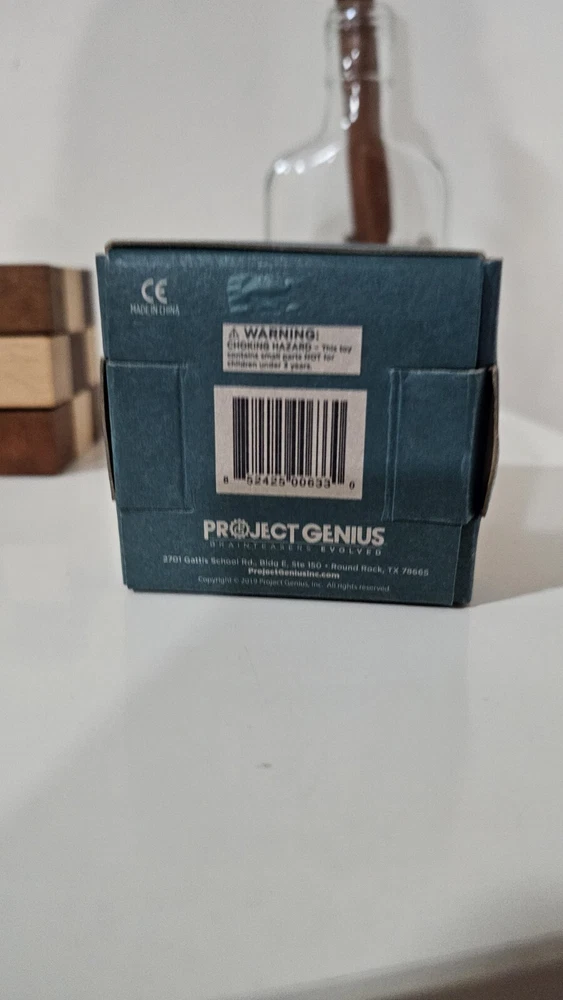 CE
MADE IN CHINA
WARNING:
CHOKING HAZARD - This toy
contains small parts NOT for
children under 3 years.
8 52425 00633 0
PROJECT GENIUS
BRAINTEASERS EVOLVED
2701 Gattis School Rd., Bldg E, Ste 150 • Round Rock, TX 78665
ProjectGeniusInc.com
Copyright © 2019 Project Genius, Inc. All rights reserved